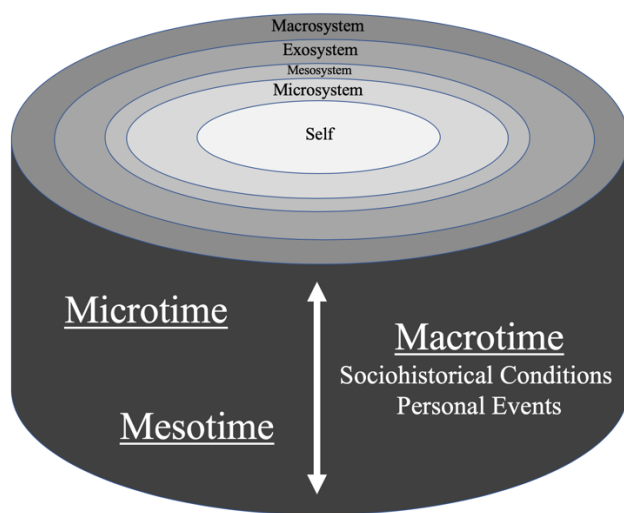 Macrosystem
Exosystem
Mesosystem
Microsystem
Self
Microtime
Mesotime
Macrotime
Sociohistorical Conditions
Personal Events